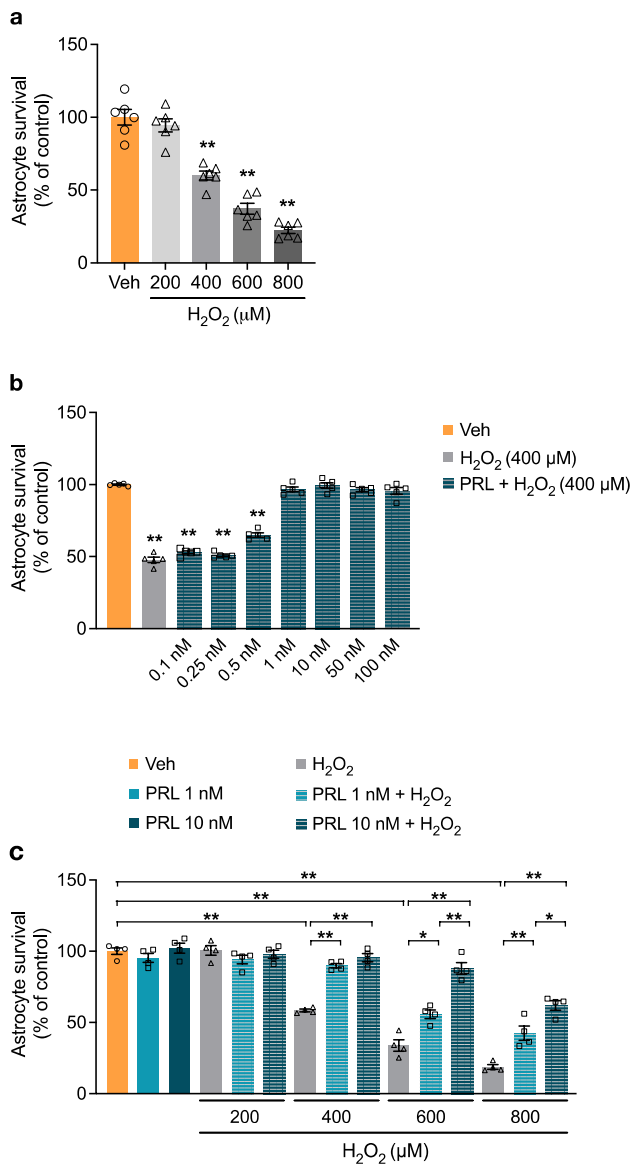 a
150
100
50
0
Astrocyte survival
(% of control)
** ** **
Veh 200 400 600 800
H₂O₂ (µM)
b
150
100
50
0
Astrocyte survival
(% of control)
** ** ** **
0.1 nM 0.25 nM 0.5 nM 1 nM 10 nM 50 nM 100 nM
Veh
H₂O₂ (400 µM)
PRL + H₂O₂ (400 µM)
Veh
PRL 1 nM
PRL 10 nM
H₂O₂
PRL 1 nM + H₂O₂
PRL 10 nM + H₂O₂
c
150
100
50
0
Astrocyte survival
(% of control)
** **
** **
** ** ** *
** * **
200 400 600 800
H₂O₂ (µM)